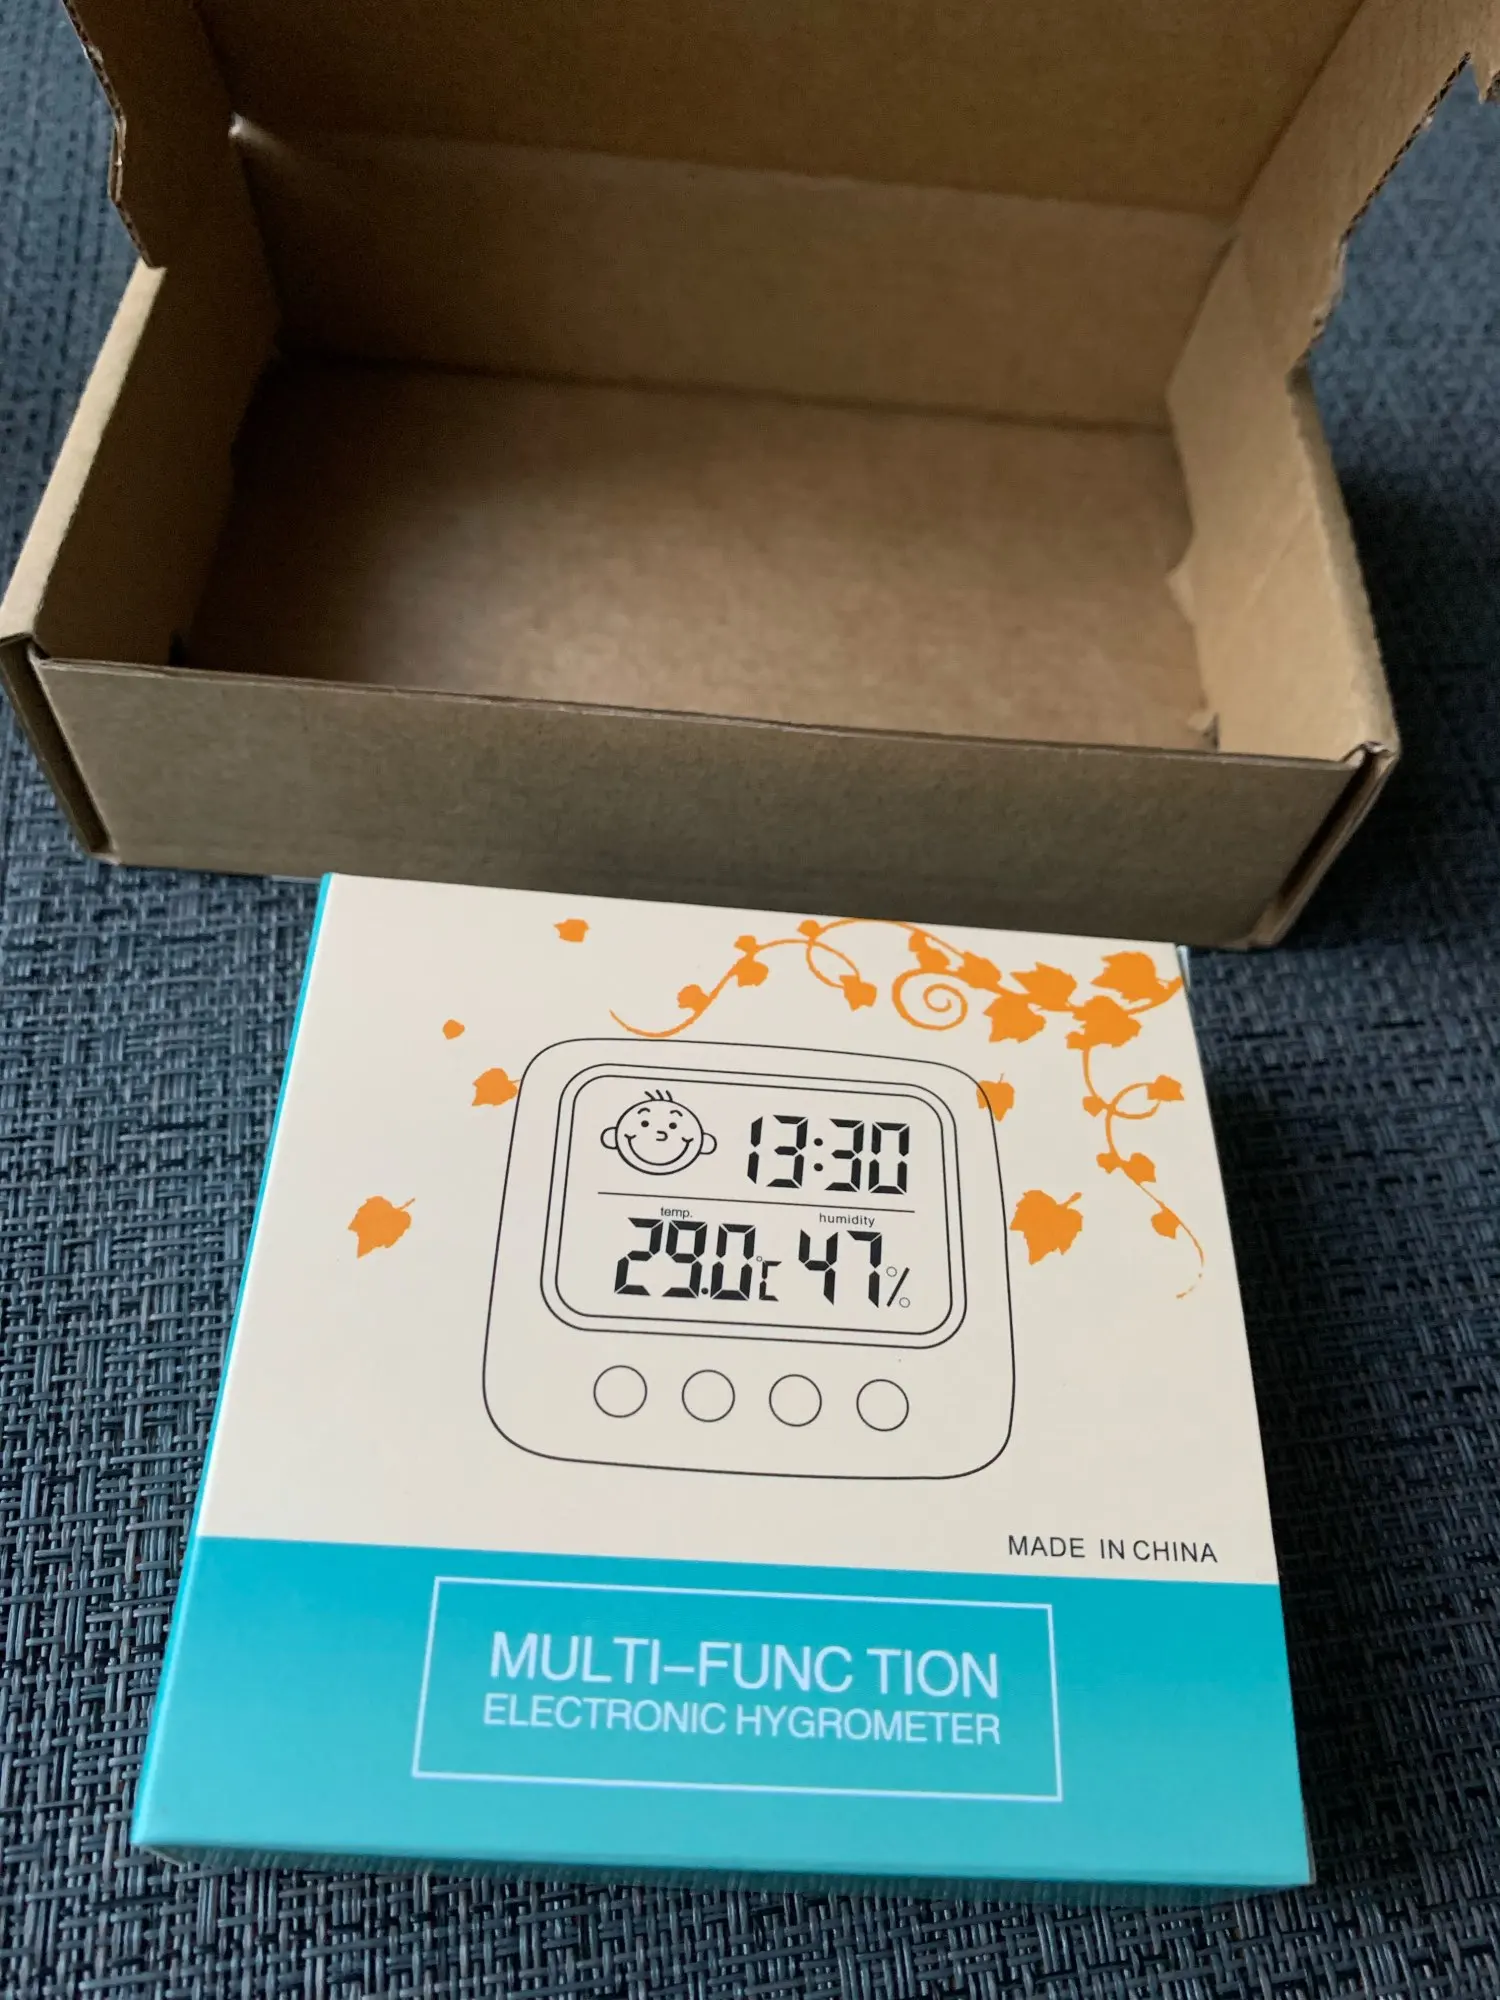 13:30
temp. humidity
29.0°C 47%
MADE IN CHINA
MULTI-FUNC TION
ELECTRONIC HYGROMETER